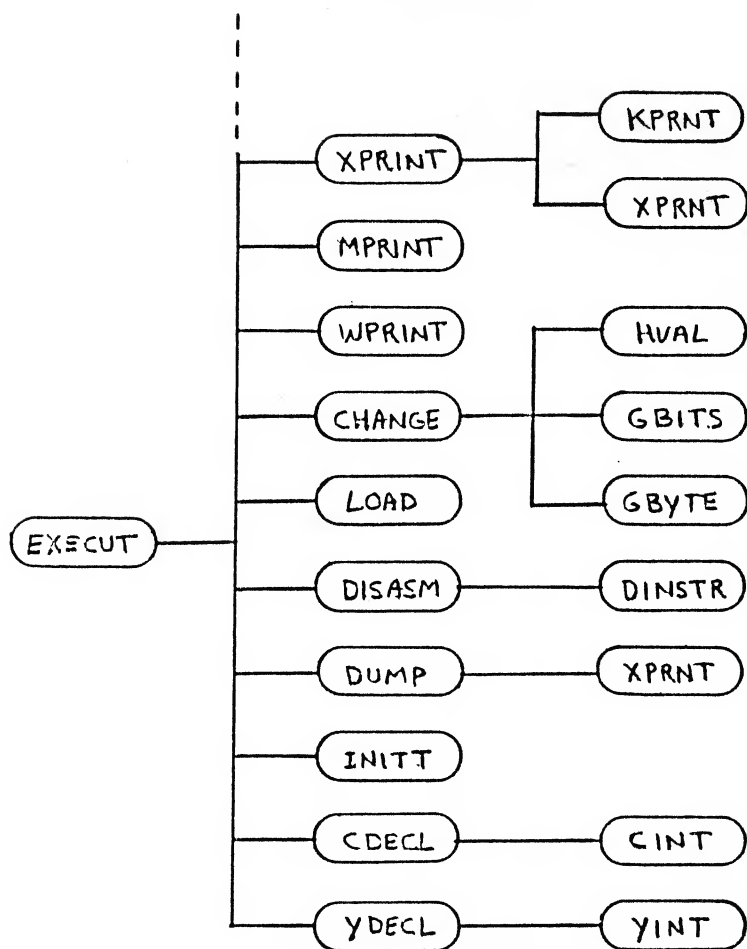 KPRNT
XPRINT
XPRNT
MPRINT
WPRINT
HVAL
CHANGE
GBITS
LOAD
GBYTE
EXECUT
DISASM
DINSTR
DUMP
XPRNT
INITT
CDECL
CINT
YDECL
YINT